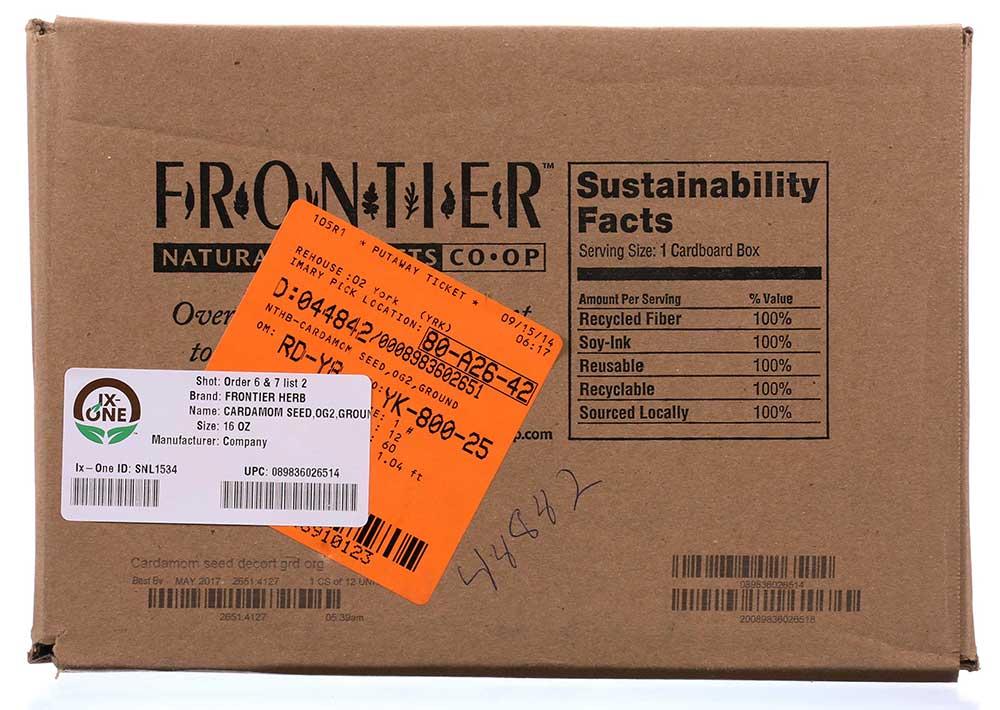 FRONTIER™
NATURA TS CO•OP
Over
to
p.com
Sustainability
Facts
Serving Size: 1 Cardboard Box
Amount Per Serving % Value
Recycled Fiber 100%
Soy-Ink 100%
Reusable 100%
Recyclable 100%
Sourced Locally 100%
105R1 * PUTAWAY TICKET *
09/15/14
06:17
REHOUSE:02 York (YRK)
IMARY PICK LOCATION: 80-A26-42
D:044842/0008983602651
NTHB-CARDAMOM SEED,OG2,GROUND
OM: RD-YR O:YK-800-25
E: 1 #
: 12
: 60
1.04 ft
8910123
IX-
ONE
Shot: Order 6 & 7 list 2
Brand: FRONTIER HERB
Name: CARDAMOM SEED,OG2,GROUN
Size: 16 OZ
Manufacturer: Company
Ix-One ID: SNL1534 UPC: 089836026514
44842
Cardamom seed decort grd org
Best By MAY 2017 2651:4127 1 CS of 12 UNI
2651.4127 05:39am
089836026514
20089836026518